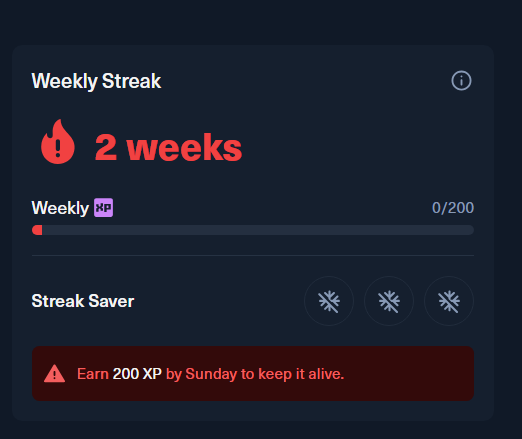 Weekly Streak
2 weeks
Weekly XP 0/200
Streak Saver
Earn 200 XP by Sunday to keep it alive.